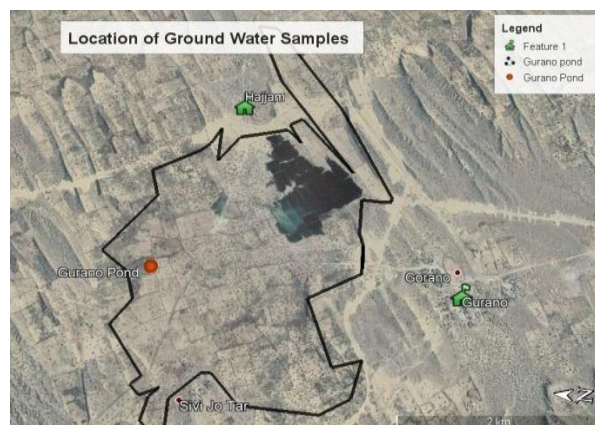 Location of Ground Water Samples
Legend
Feature 1
Gurano pond
Gurano Pond
Hajjam
Gurano Pond
Gorano
Gurano
Sivi Jo Tar
N
2 km